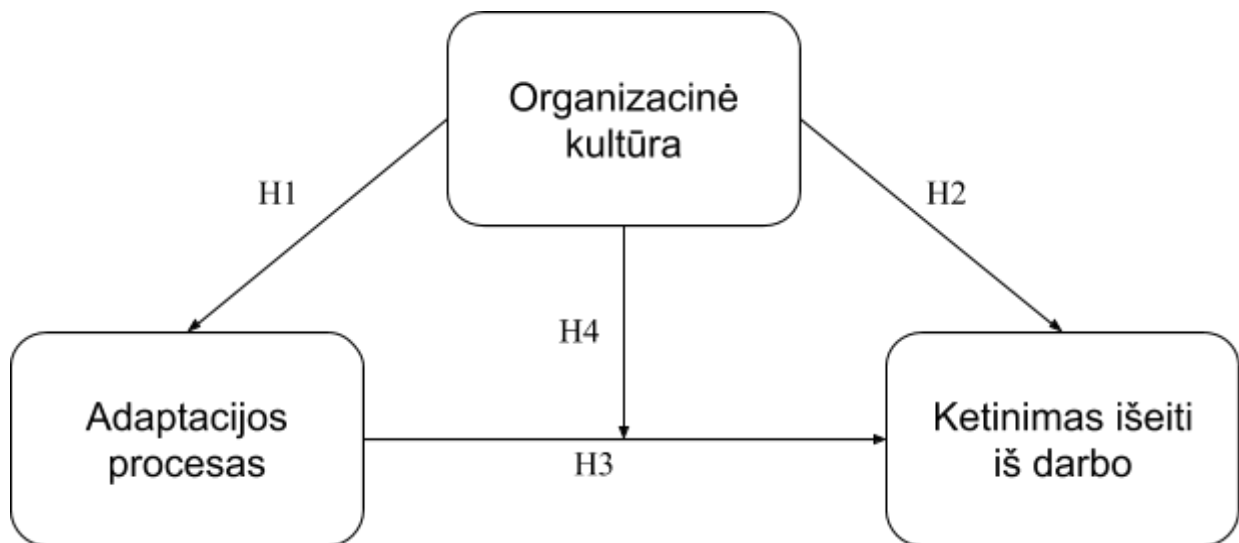 Organizacinė
kultūra
H1
H2
H4
Adaptacijos
procesas
H3
Ketinimas išeiti
iš darbo